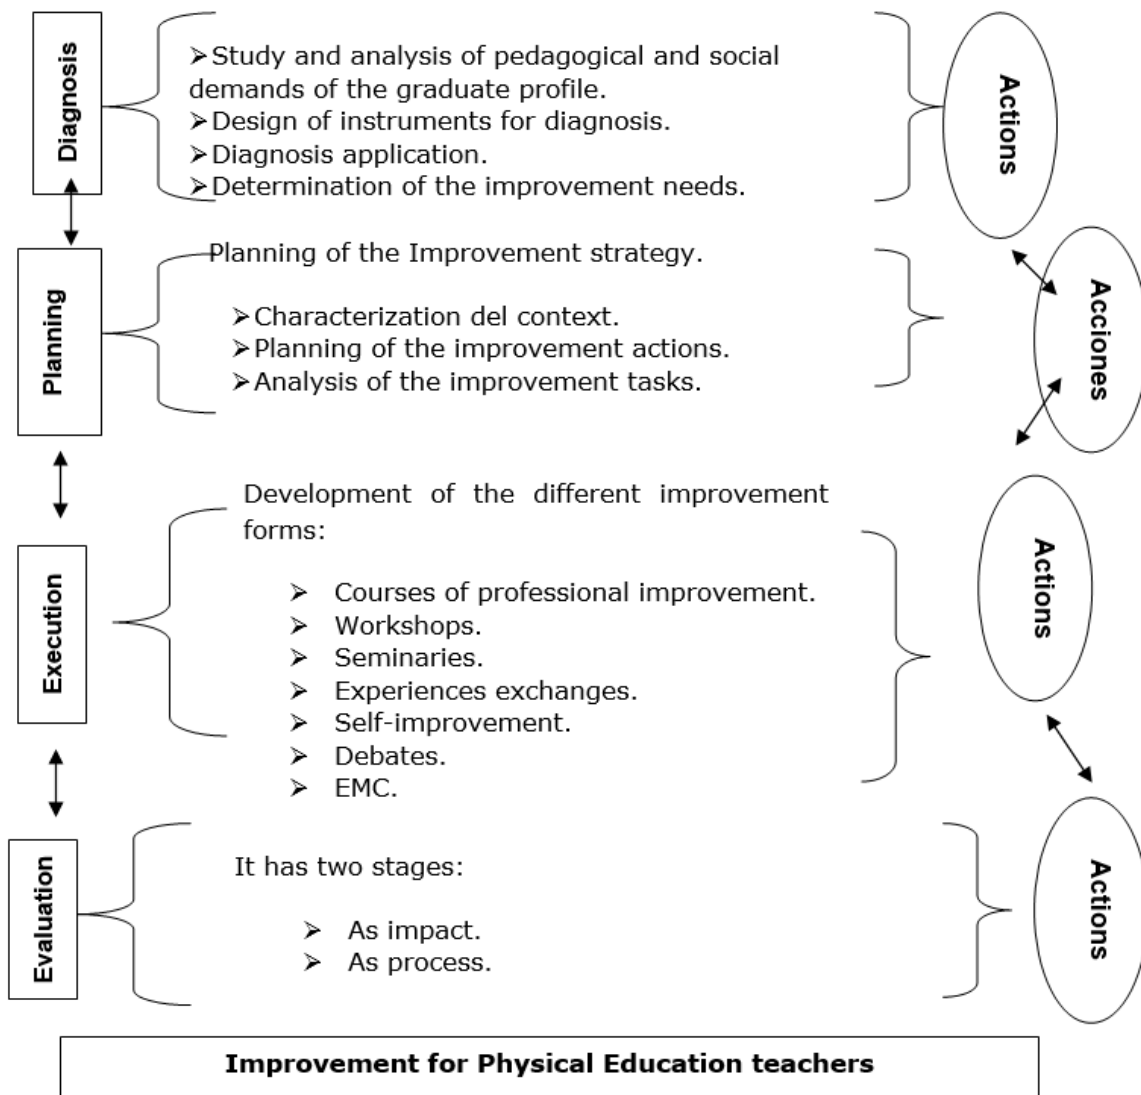 Diagnosis
➢Study and analysis of pedagogical and social
demands of the graduate profile.
➢Design of instruments for diagnosis.
➢Diagnosis application.
➢Determination of the improvement needs.
Actions
Planning
Planning of the Improvement strategy.
➢Characterization del context.
➢Planning of the improvement actions.
➢Analysis of the improvement tasks.
Acciones
Execution
Development of the different improvement
forms:
➢ Courses of professional improvement.
➢ Workshops.
➢ Seminaries.
➢ Experiences exchanges.
➢ Self-improvement.
➢ Debates.
➢ EMC.
Actions
Evaluation
It has two stages:
➢ As impact.
➢ As process.
Actions
Improvement for Physical Education teachers